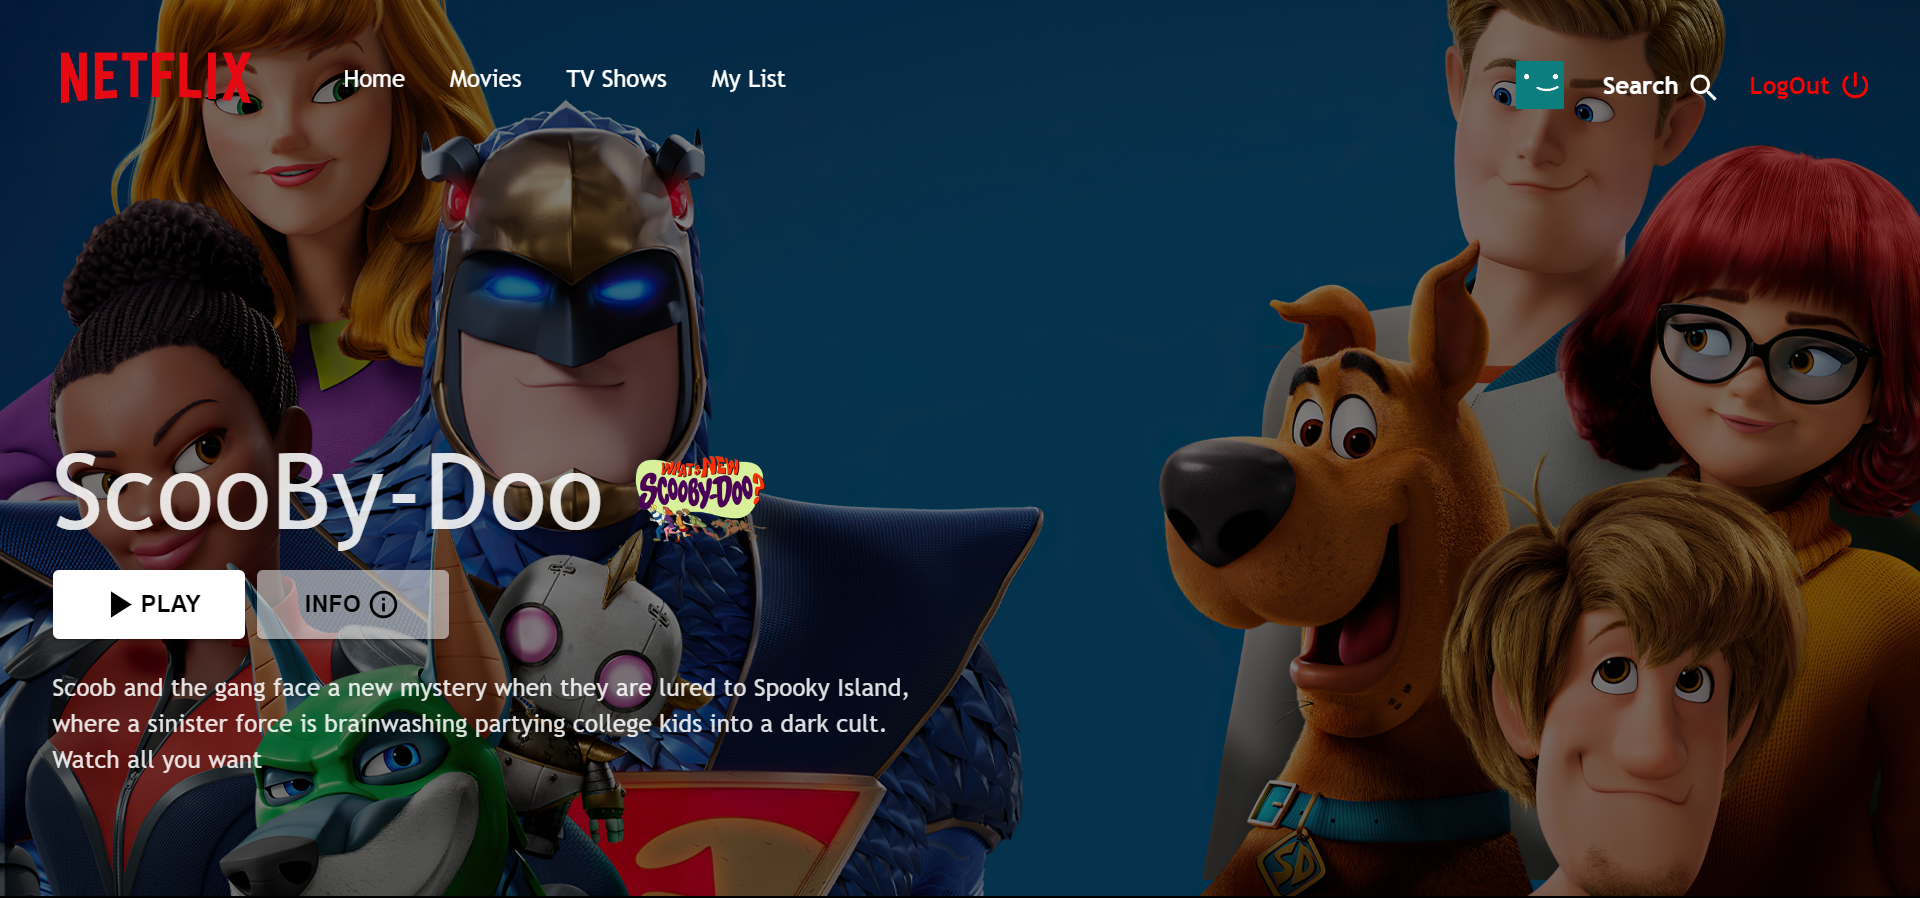 NETFLIX
Home Movies TV Shows My List
Search LogOut
ScooBy-Doo
WHAT'S NEW
SCOOBY-DOO?
PLAY INFO
Scoob and the gang face a new mystery when they are lured to Spooky Island,
where a sinister force is brainwashing partying college kids into a dark cult.
Watch all you want
SD